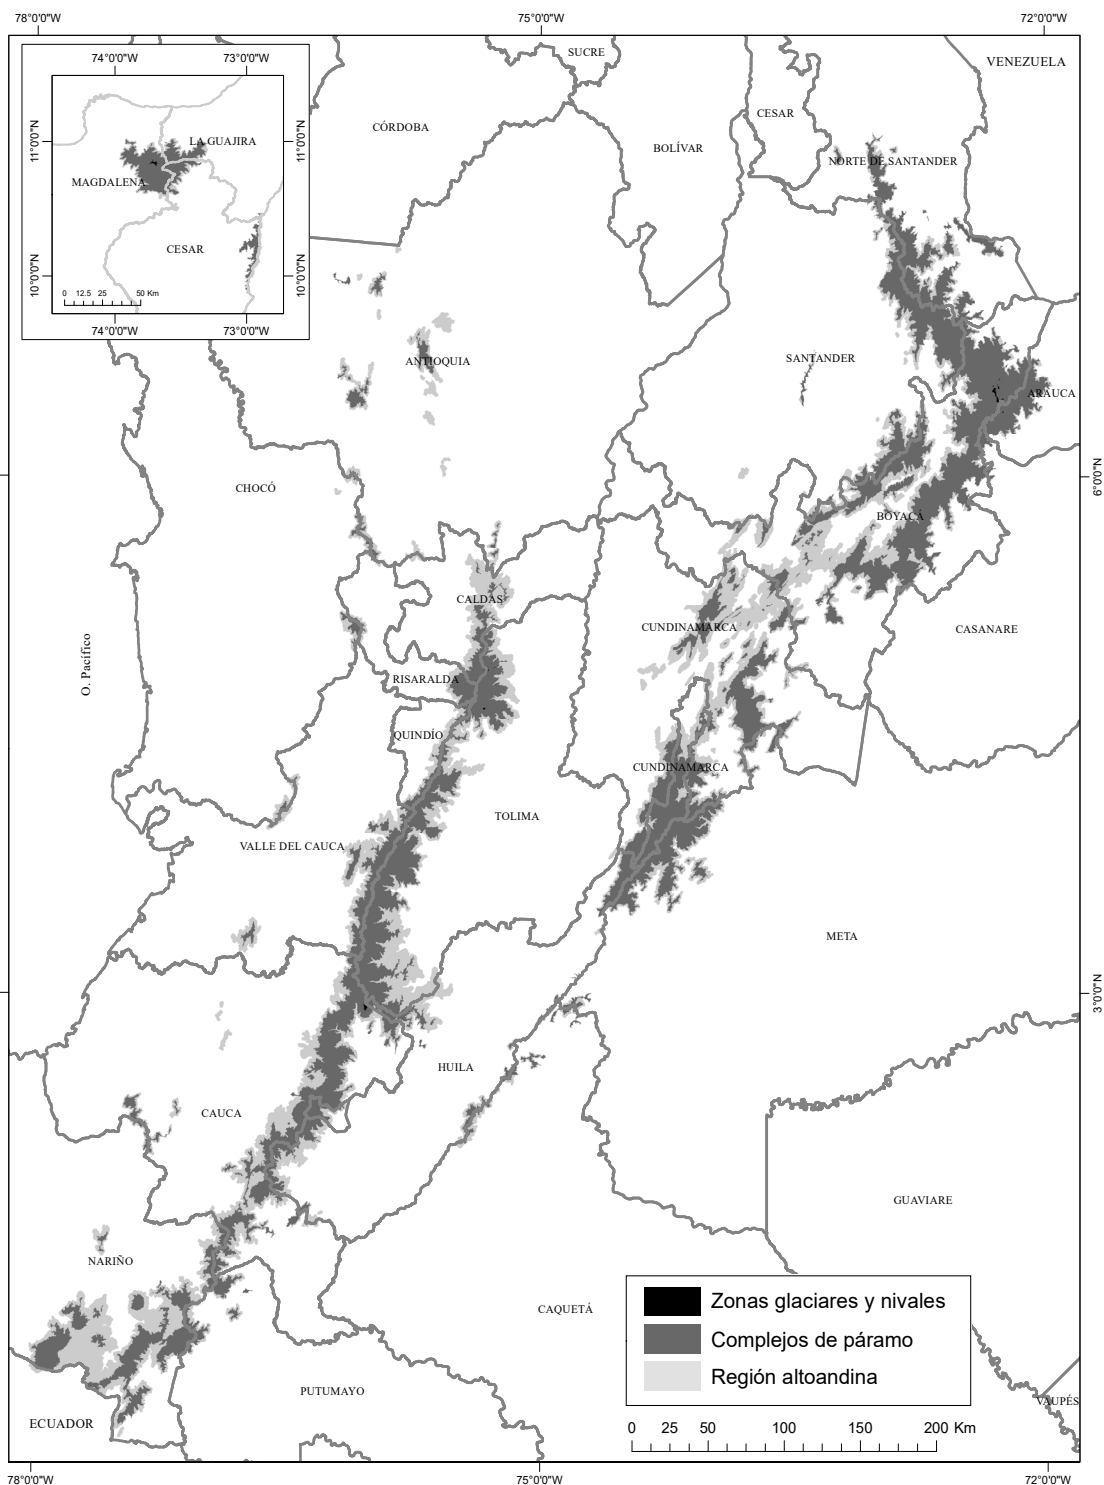 78°0'0"W
75°0'0"W
72°0'0"W
SUCRE
VENEZUELA
74°0'0"W
73°0'0"W
CESAR
CÓRDOBA
BOLÍVAR
11°0'0"N
LA GUAJIRA
11°0'0"N
NORTE DE SANTANDER
MAGDALENA
CESAR
10°0'0"N
10°0'0"N
0 12.5 25 50 Km
74°0'0"W
73°0'0"W
ANTIOQUIA
SANTANDER
ARAUCA
6°0'0"N
CHOCÓ
BOYACÁ
CALDAS
CUNDINAMARCA
CASANARE
O. Pacífico
RISARALDA
QUINDÍO
CUNDINAMARCA
TOLIMA
VALLE DEL CAUCA
META
3°0'0"N
HUILA
CAUCA
GUAVIARE
NARIÑO
CAQUETÁ
Zonas glaciares y nivales
Complejos de páramo
Región altoandina
PUTUMAYO
VAUPÉS
ECUADOR
0 25 50 100 150 200 Km
78°0'0"W
75°0'0"W
72°0'0"W